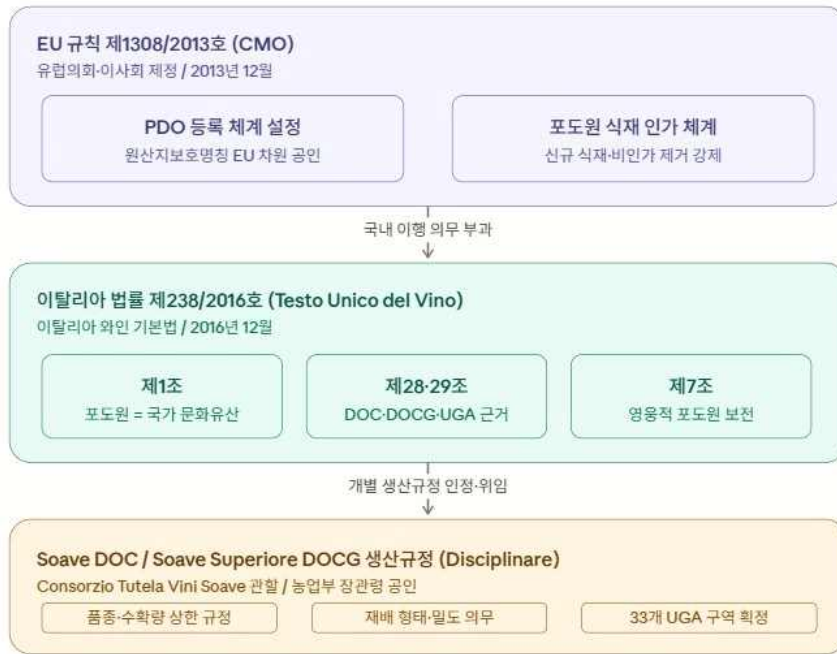 EU 규칙 제1308/2013호 (CMO)
유럽의회·이사회 제정 / 2013년 12월
PDO 등록 체계 설정
원산지보호명칭 EU 차원 공인
포도원 식재 인가 체계
신규 식재·비인가 제거 강제
국내 이행 의무 부과
이탈리아 법률 제238/2016호 (Testo Unico del Vino)
이탈리아 와인 기본법 / 2016년 12월
제1조
포도원 = 국가 문화유산
제28·29조
DOC·DOCG·UGA 근거
제7조
영웅적 포도원 보전
개별 생산규정 인정·위임
Soave DOC / Soave Superiore DOCG 생산규정 (Disciplinare)
Consorzio Tutela Vini Soave 관할 / 농업부 장관령 공인
품종·수확량 상한 규정
재배 형태·밀도 의무
33개 UGA 구역 획정